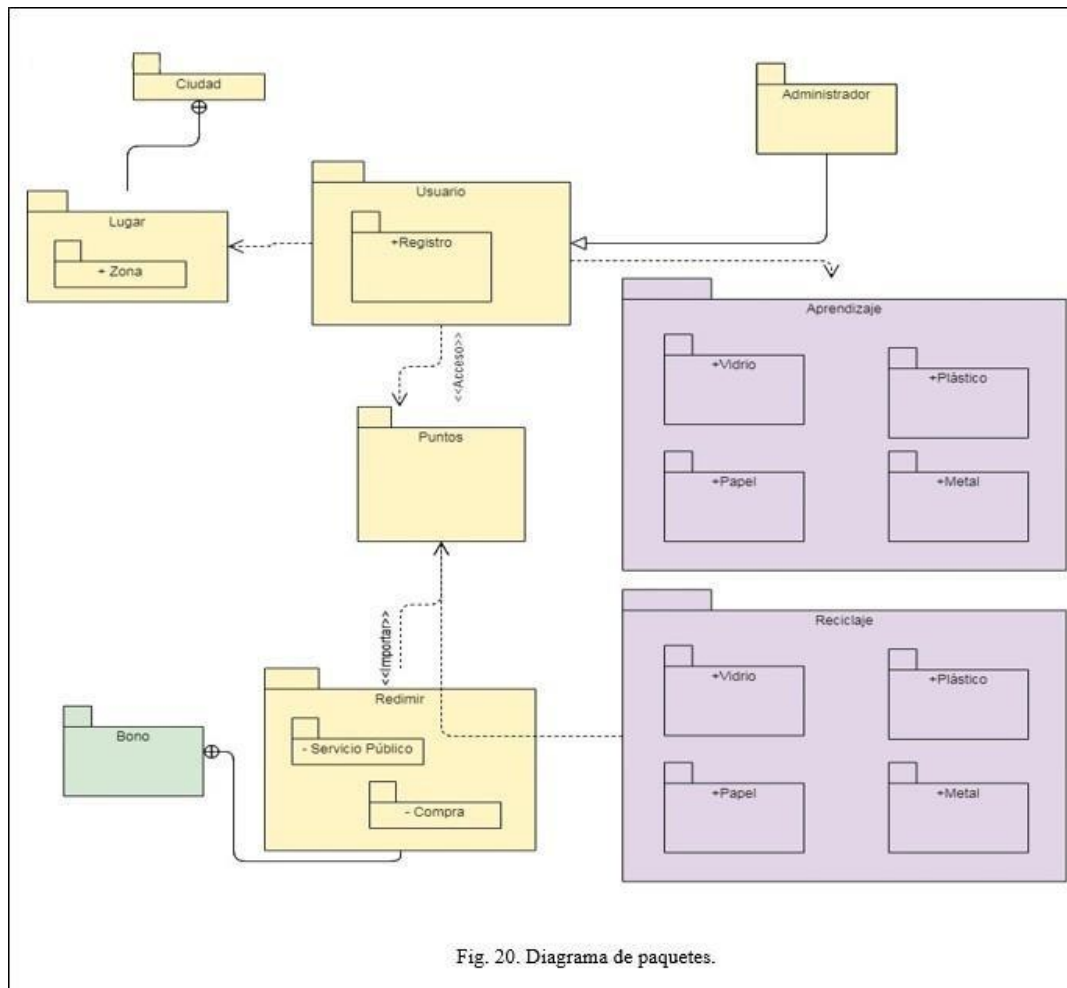 Ciudad
Administrador
Usuario
+Registro
Lugar
+ Zona
<<Acceso>>
Aprendizaje
+Vidrio
+Plástico
+Papel
+Metal
Puntos
<<Importar>>
Reciclaje
+Vidrio
+Plástico
+Papel
+Metal
Redimir
- Servicio Público
- Compra
Bono
Fig. 20. Diagrama de paquetes.